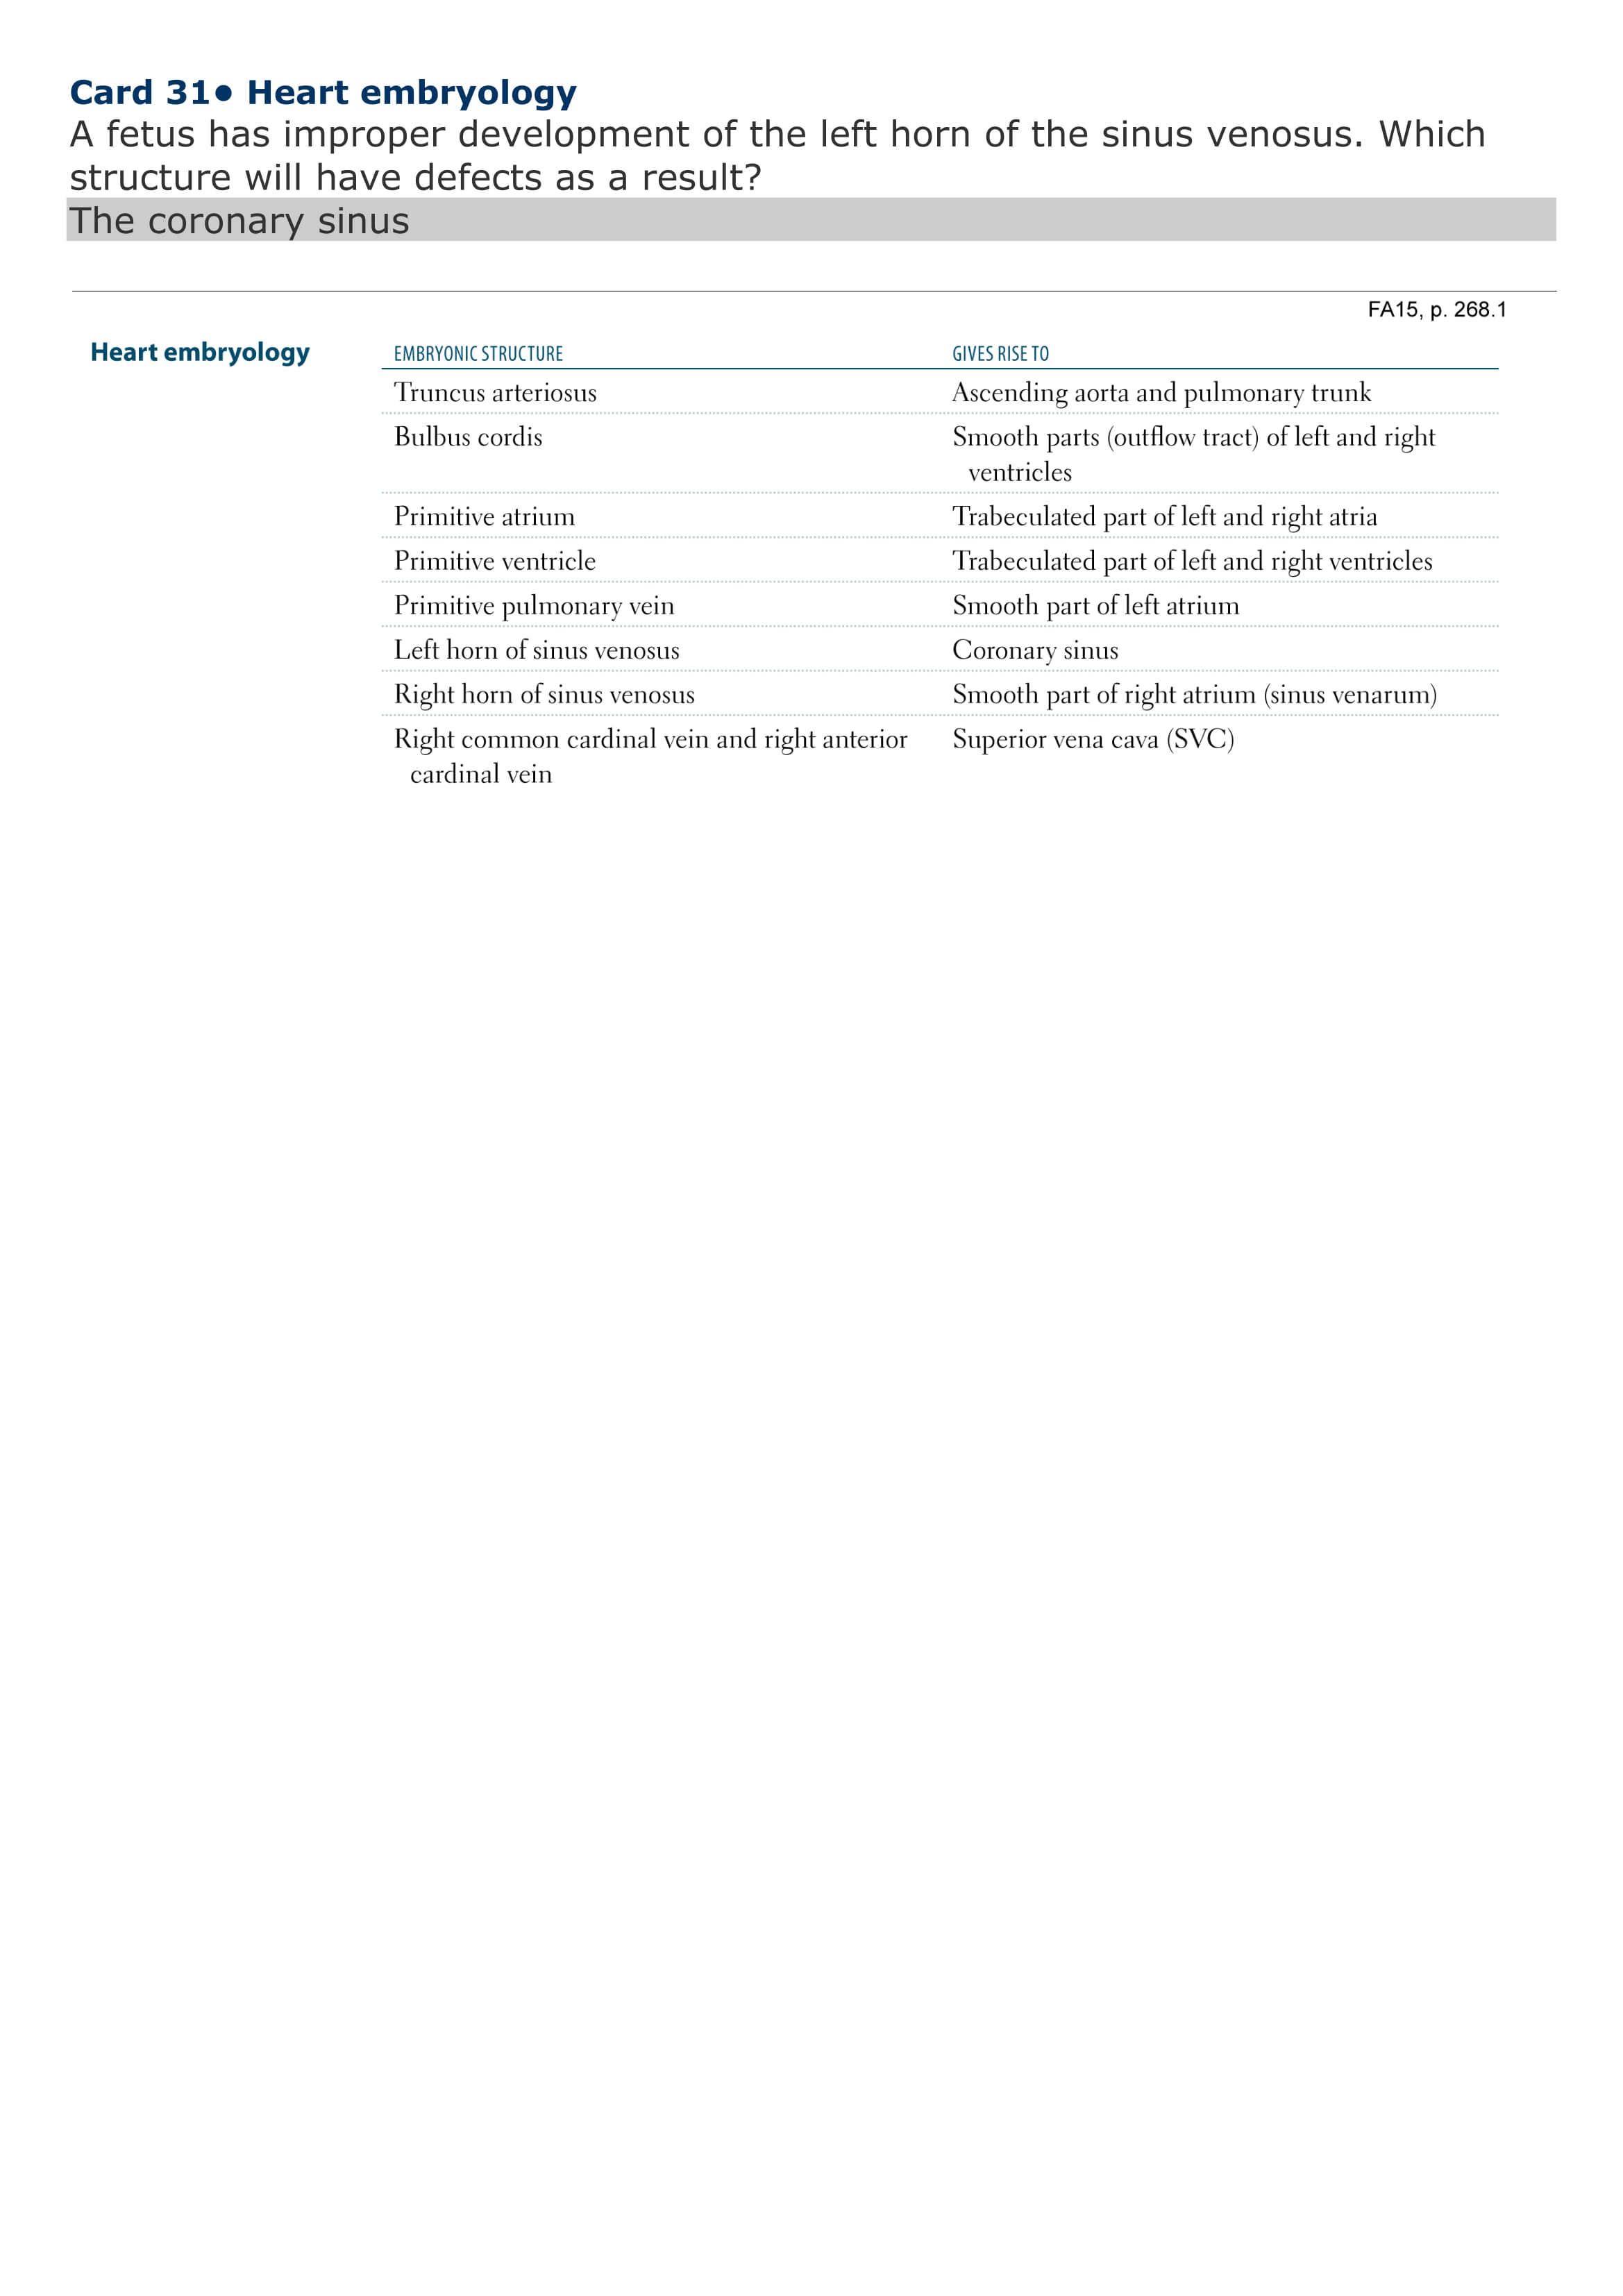 Card 31● Heart embryology
A fetus has improper development of the left horn of the sinus venosus. Which
structure will have defects as a result?
The coronary sinus
FA15, p. 268.1
Heart embryology
EMBRYONIC STRUCTURE GIVES RISE TO
Truncus arteriosus Ascending aorta and pulmonary trunk
Bulbus cordis Smooth parts (outflow tract) of left and right
ventricles
Primitive atrium Trabeculated part of left and right atria
Primitive ventricle Trabeculated part of left and right ventricles
Primitive pulmonary vein Smooth part of left atrium
Left horn of sinus venosus Coronary sinus
Right horn of sinus venosus Smooth part of right atrium (sinus venarum)
Right common cardinal vein and right anterior Superior vena cava (SVC)
cardinal vein